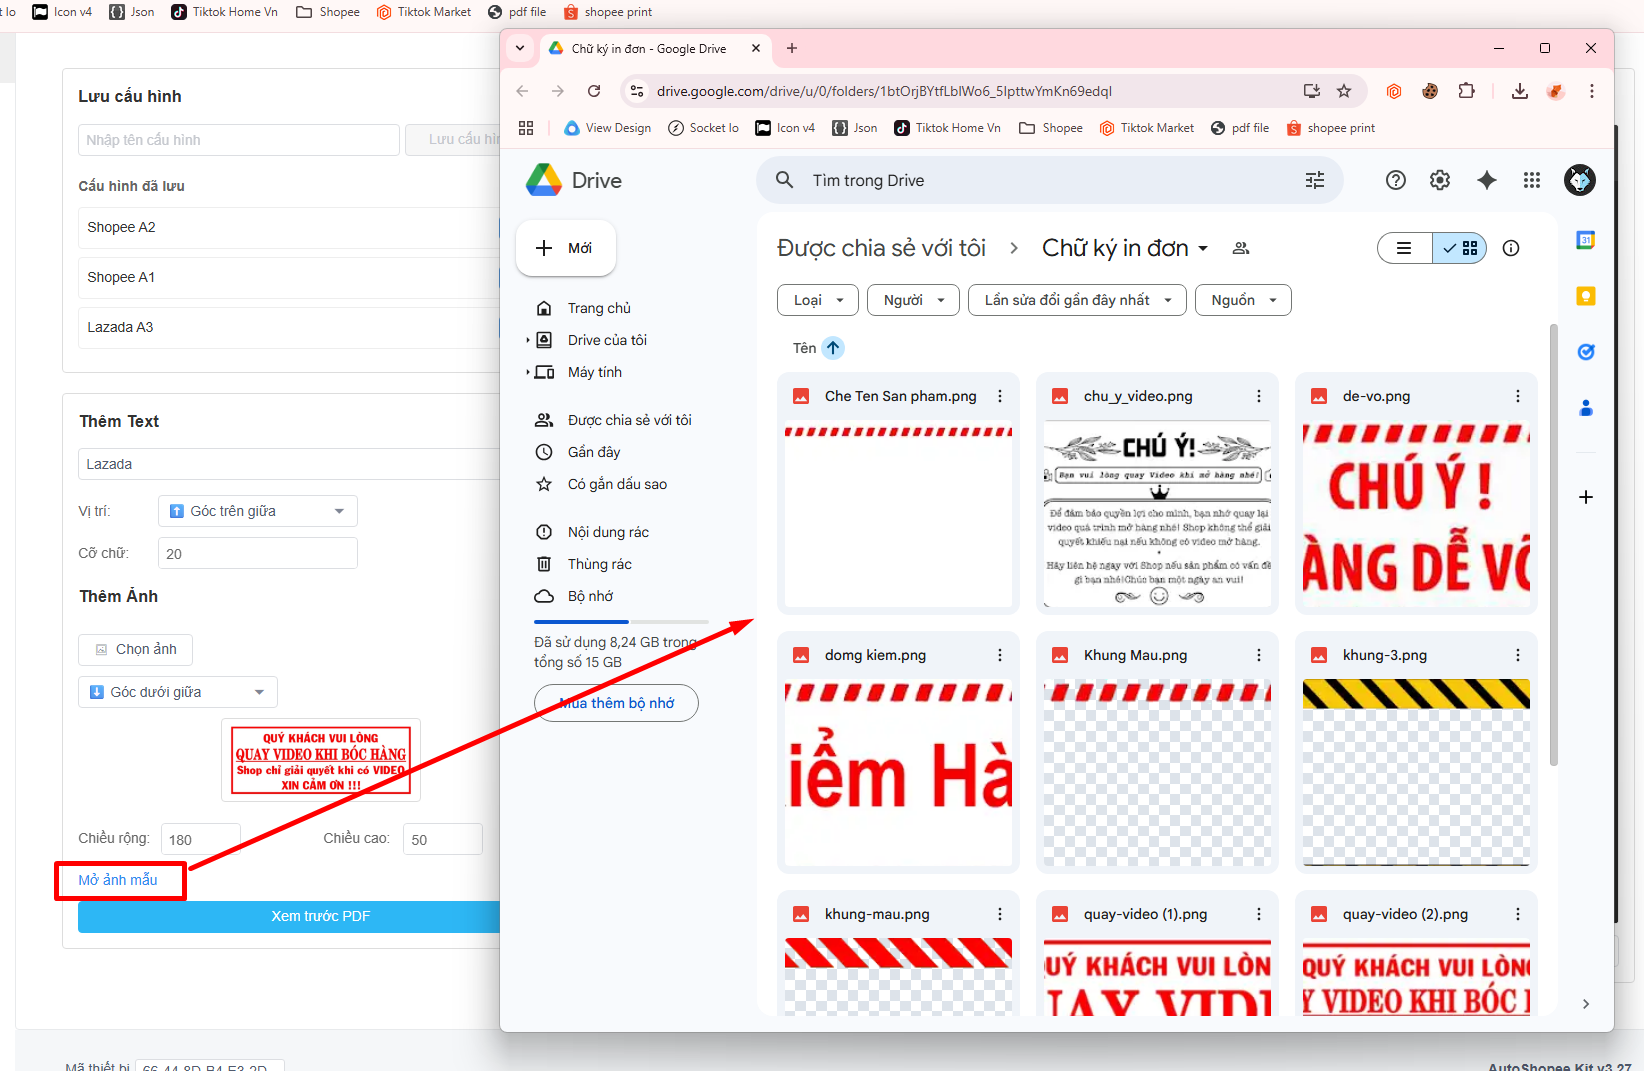 t Io
Icon v4
Json
Tiktok Home Vn
Shopee
Tiktok Market
pdf file
shopee print
Lưu cấu hình
Nhập tên cấu hình
Lưu cấu hìn
Cấu hình đã lưu
Shopee A2
Shopee A1
Lazada A3
Thêm Text
Lazada
Vị trí:
Góc trên giữa
Cỡ chữ:
20
Thêm Ảnh
Chọn ảnh
Góc dưới giữa
QUÝ KHÁCH VUI LÒNG
QUAY VIDEO KHI BÓC HÀNG
Shop chỉ giải quyết khi có VIDEO
XIN CẢM ƠN !!!
Chiều rộng:
180
Chiều cao:
50
Mở ảnh mẫu
Xem trước PDF
Mã thiết bị
66-44-8D-B4-E3-2D
AutoShopee Kit v3.27
Chữ ký in đơn - Google Drive
drive.google.com/drive/u/0/folders/1btOrjBYtfLbIWo6_5IpttwYmKn69edqI
View Design
Socket Io
Icon v4
Json
Tiktok Home Vn
Shopee
Tiktok Market
pdf file
shopee print
Drive
Tìm trong Drive
Mới
Trang chủ
Drive của tôi
Máy tính
Được chia sẻ với tôi
Gần đây
Có gắn dấu sao
Nội dung rác
Thùng rác
Bộ nhớ
Đã sử dụng 8,24 GB trong
tổng số 15 GB
Mua thêm bộ nhớ
Được chia sẻ với tôi
Chữ ký in đơn
Loại
Người
Lần sửa đổi gần đây nhất
Nguồn
Tên
31
Che Ten San pham.png
chu_y_video.png
CHÚ Ý!
Bạn vui lòng quay Video khi mở hàng nhé!
Để đảm bảo quyền lợi cho mình, bạn nhớ quay lại
video quá trình mở hàng nhé! Shop không thể giải
quyết khiếu nại nếu không có video mở hàng.
Hãy liên hệ ngay với Shop nếu sản phẩm có vấn đề
gì bạn nhé!Chúc bạn một ngày an vui!
de-vo.png
CHÚ Ý !
ÀNG DỄ VỠ
domg kiem.png
iểm Hà
Khung Mau.png
khung-3.png
khung-mau.png
quay-video (1).png
UÝ KHÁCH VUI LÒN
UAY VIDE
quay-video (2).png
QUÝ KHÁCH VUI LÒN
Y VIDEO KHI BÓC H